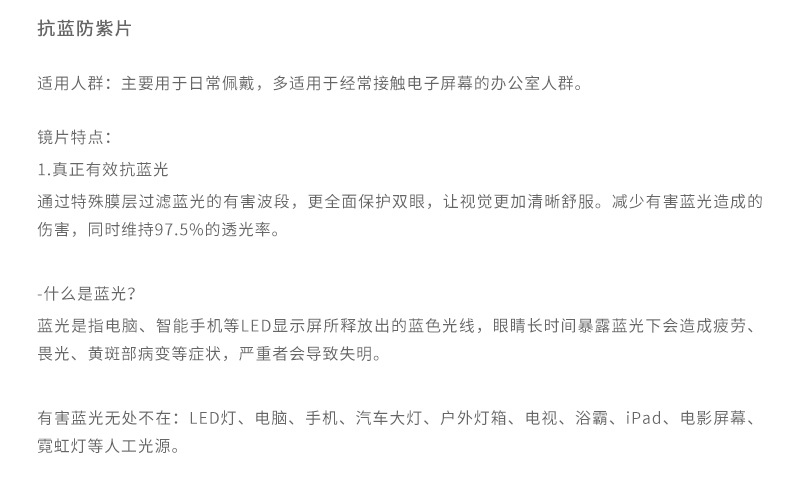 抗蓝防紫片
适用人群：主要用于日常佩戴，多适用于经常接触电子屏幕的办公室人群。
镜片特点：
1.真正有效抗蓝光
通过特殊膜层过滤蓝光的有害波段，更全面保护双眼，让视觉更加清晰舒服。减少有害蓝光造成的
伤害，同时维持97.5%的透光率。
-什么是蓝光？
蓝光是指电脑、智能手机等LED显示屏所释放出的蓝色光线，眼睛长时间暴露蓝光下会造成疲劳、
畏光、黄斑部病变等症状，严重者会导致失明。
有害蓝光无处不在：LED灯、电脑、手机、汽车大灯、户外灯箱、电视、浴霸、iPad、电影屏幕、
霓虹灯等人工光源。